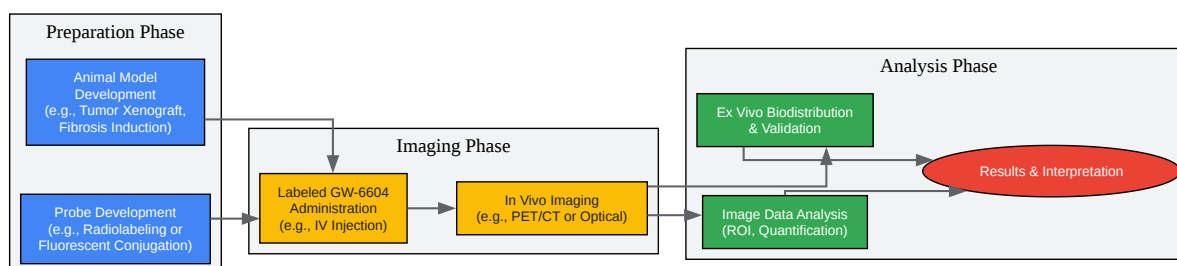 Preparation Phase
Animal Model
Development
(e.g., Tumor Xenograft,
Fibrosis Induction)
Probe Development
(e.g., Radiolabeling or
Fluorescent Conjugation)
Imaging Phase
Labeled GW-6604
Administration
(e.g., IV Injection)
In Vivo Imaging
(e.g., PET/CT or Optical)
Analysis Phase
Ex Vivo Biodistribution
& Validation
Image Data Analysis
(ROI, Quantification)
Results & Interpretation